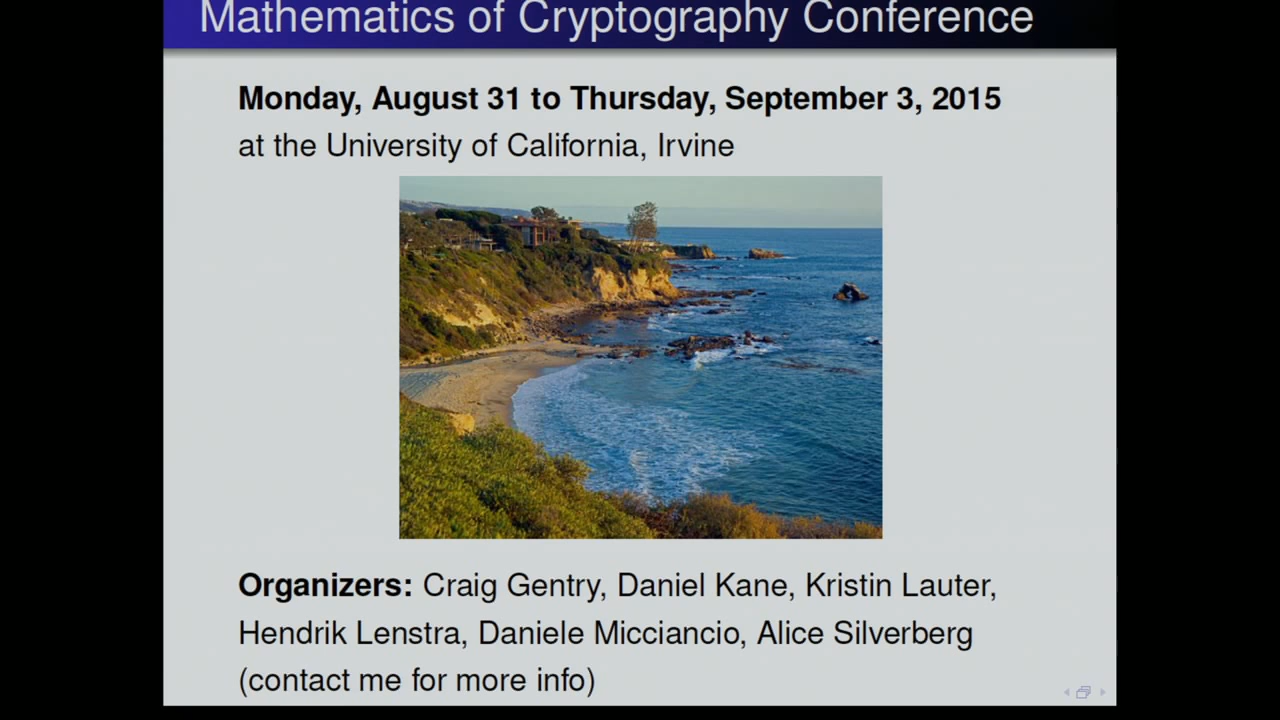 Mathematics of Cryptography Conference
Monday, August 31 to Thursday, September 3, 2015
at the University of California, Irvine
Organizers: Craig Gentry, Daniel Kane, Kristin Lauter,
Hendrik Lenstra, Daniele Micciancio, Alice Silverberg
(contact me for more info)